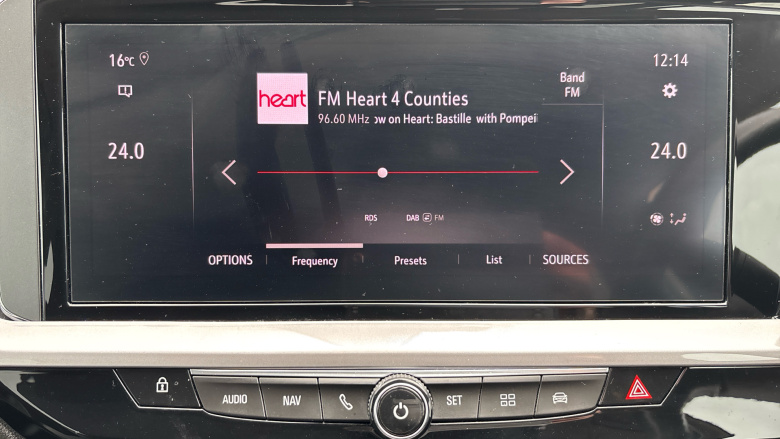 16°C
12:14
heart
FM Heart 4 Counties
Band
FM
96.60 MHz ow on Heart: Bastille with Pompei
24.0
24.0
RDS
DAB FM
OPTIONS
Frequency
Presets
List
SOURCES
AUDIO
NAV
SET